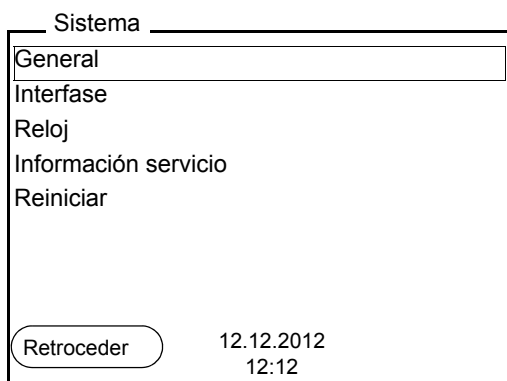 Sistema
General
Interfase
Reloj
Información servicio
Reiniciar
Retroceder
12.12.2012
12:12